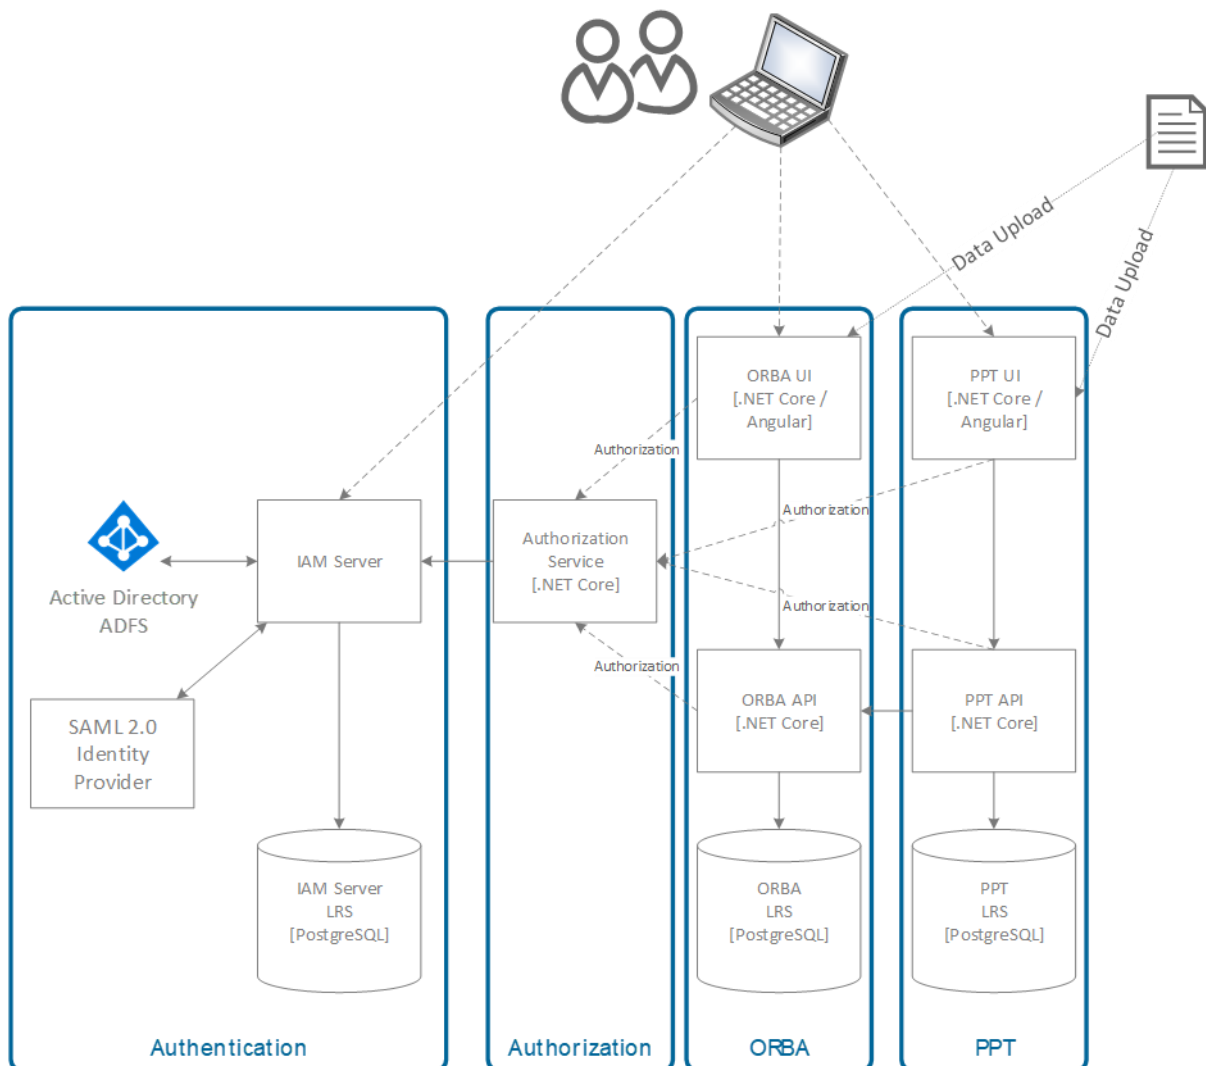 Data Upload
Data Upload
ORBA UI
[.NET Core /
Angular]
PPT UI
[.NET Core /
Angular]
Authorization
Authorization
IAM Server
Authorization
Service
[.NET Core]
Active Directory
ADFS
Authorization
Authorization
SAML 2.0
Identity
Provider
ORBA API
[.NET Core]
PPT API
[.NET Core]
IAM Server
LRS
[PostgreSQL]
ORBA
LRS
[PostgreSQL]
PPT
LRS
[PostgreSQL]
Authentication
Authorization
ORBA
PPT